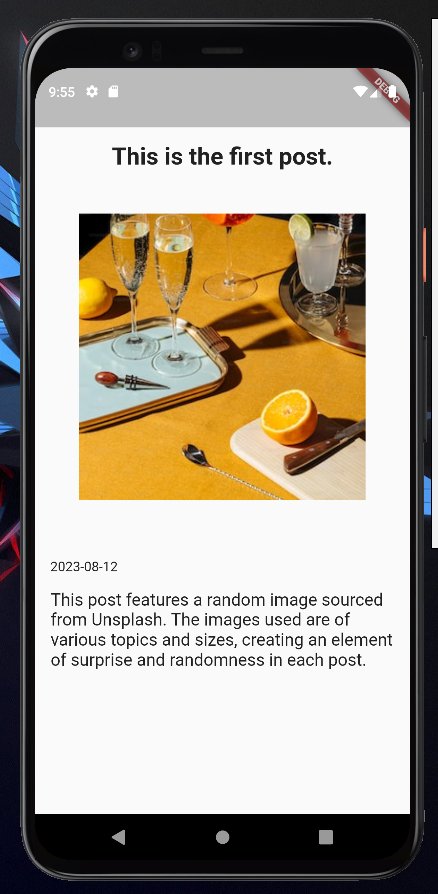 9:55
DEBUG
This is the first post.
2023-08-12
This post features a random image sourced
from Unsplash. The images used are of
various topics and sizes, creating an element
of surprise and randomness in each post.